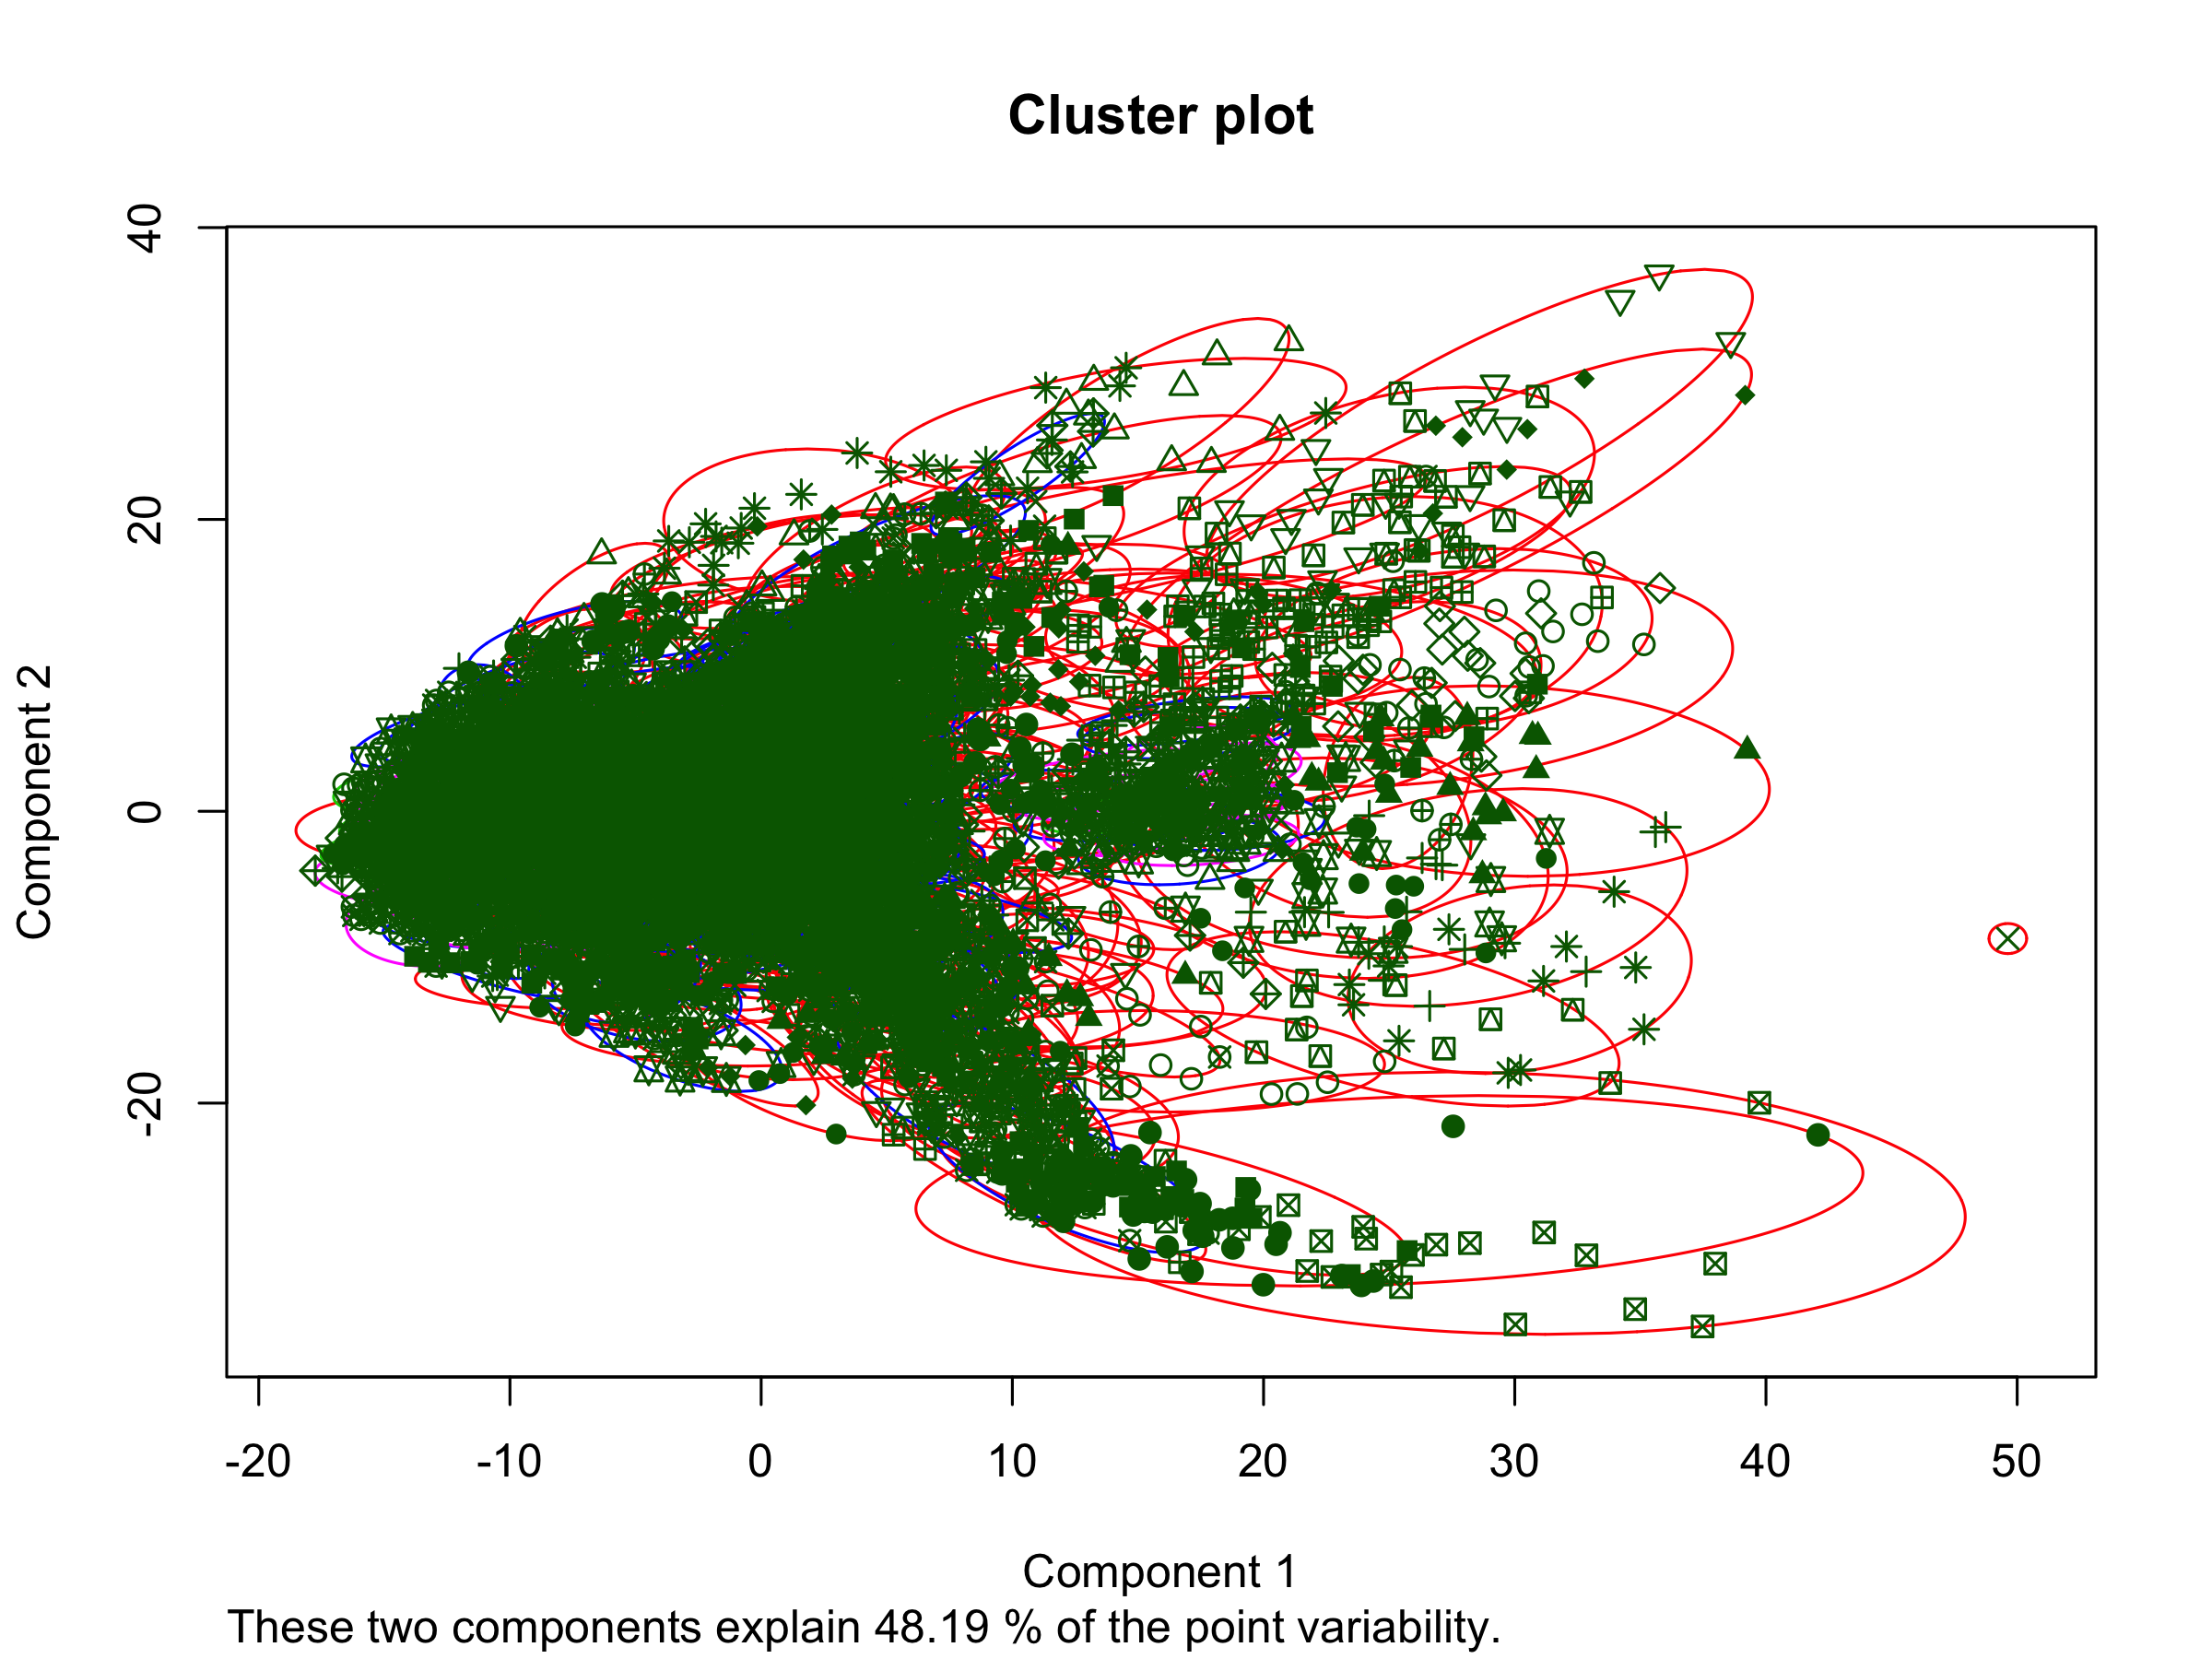 Cluster plot
40
20
0
-20
Component 2
-20 -10 0 10 20 30 40 50
Component 1
These two components explain 48.19 % of the point variability.